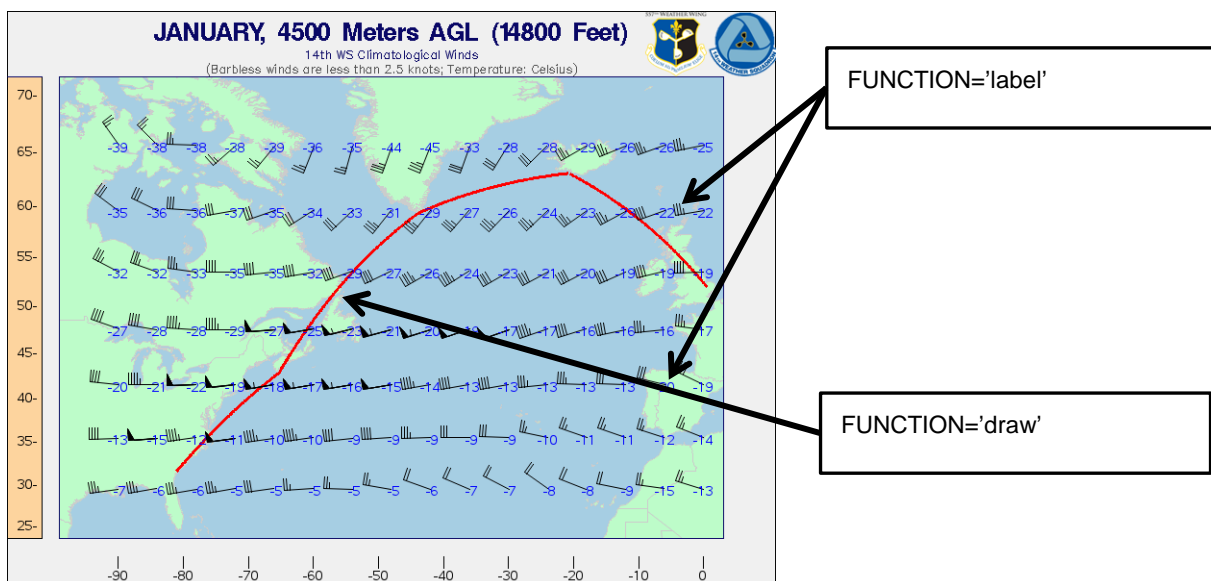 JANUARY, 4500 Meters AGL (14800 Feet)
14th WS Climatological Winds
(Barbless winds are less than 2.5 knots; Temperature: Celsius)
557TH WEATHER WING
FUNCTION='label'
70-
65-
-39 -38 -38 -28 -39 -36 -35 -44 -45 -33 -28 -28 -29 -26 -26 -25
60-
-35 -36 -36 -37 -35 -34 -33 -31 -29 -27 -26 -24 -23 -22 -22
55-
-32 -32 -33 -35 -35 -32 -29 -27 -26 -24 -23 -21 -20 -19 -19 -19
50-
-27 -28 -28 -29 -27 -25 -23 -21 -20 -17 -17 -16 -16 -16 -17
45-
-20 -21 -22 -19 -18 -17 -16 -15 -14 -13 -13 -13 -13 -13 -20 -19
40-
FUNCTION='draw'
35-
-13 -15 -12 -11 -10 -10 -9 -9 -9 -9 -9 -10 -11 -11 -12 -14
30-
-7 -6 -6 -5 -5 -5 -5 -5 -6 -7 -7 -8 -8 -9 -15 -13
25-
-90 -80 -70 -60 -50 -40 -30 -20 -10 0